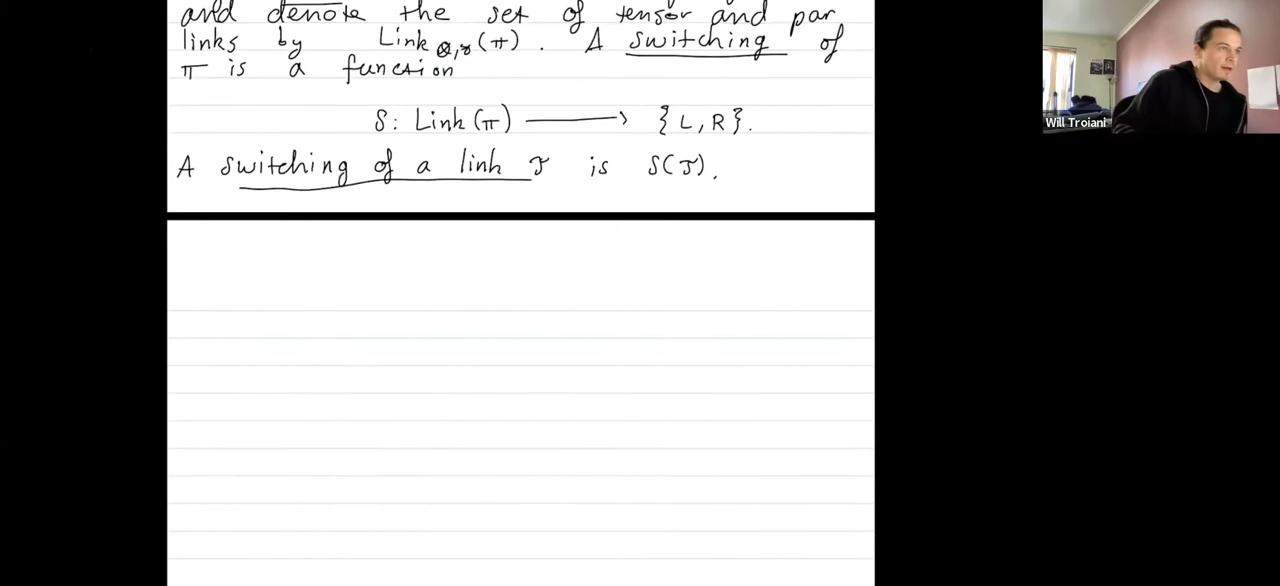 and denote the set of tensor and par
links by Link⊗,⅋(π). A switching of
π is a function
S: Link(π) ⟶ {L, R}.
A switching of a link τ is S(τ).
Will Troiani